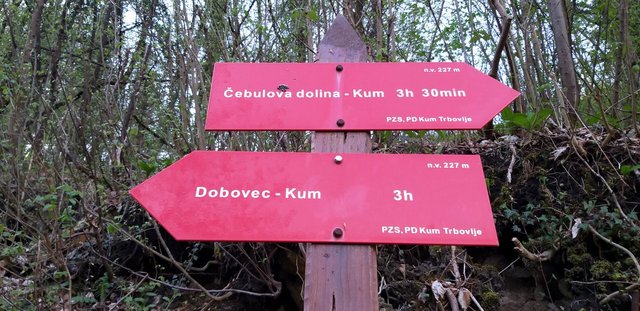 n.v. 227 m
Čebulova dolina - Kum 3h 30min
PZS, PD Kum Trbovlje
n.v. 227 m
Dobovec - Kum 3h
PZS, PD Kum Trbovlje